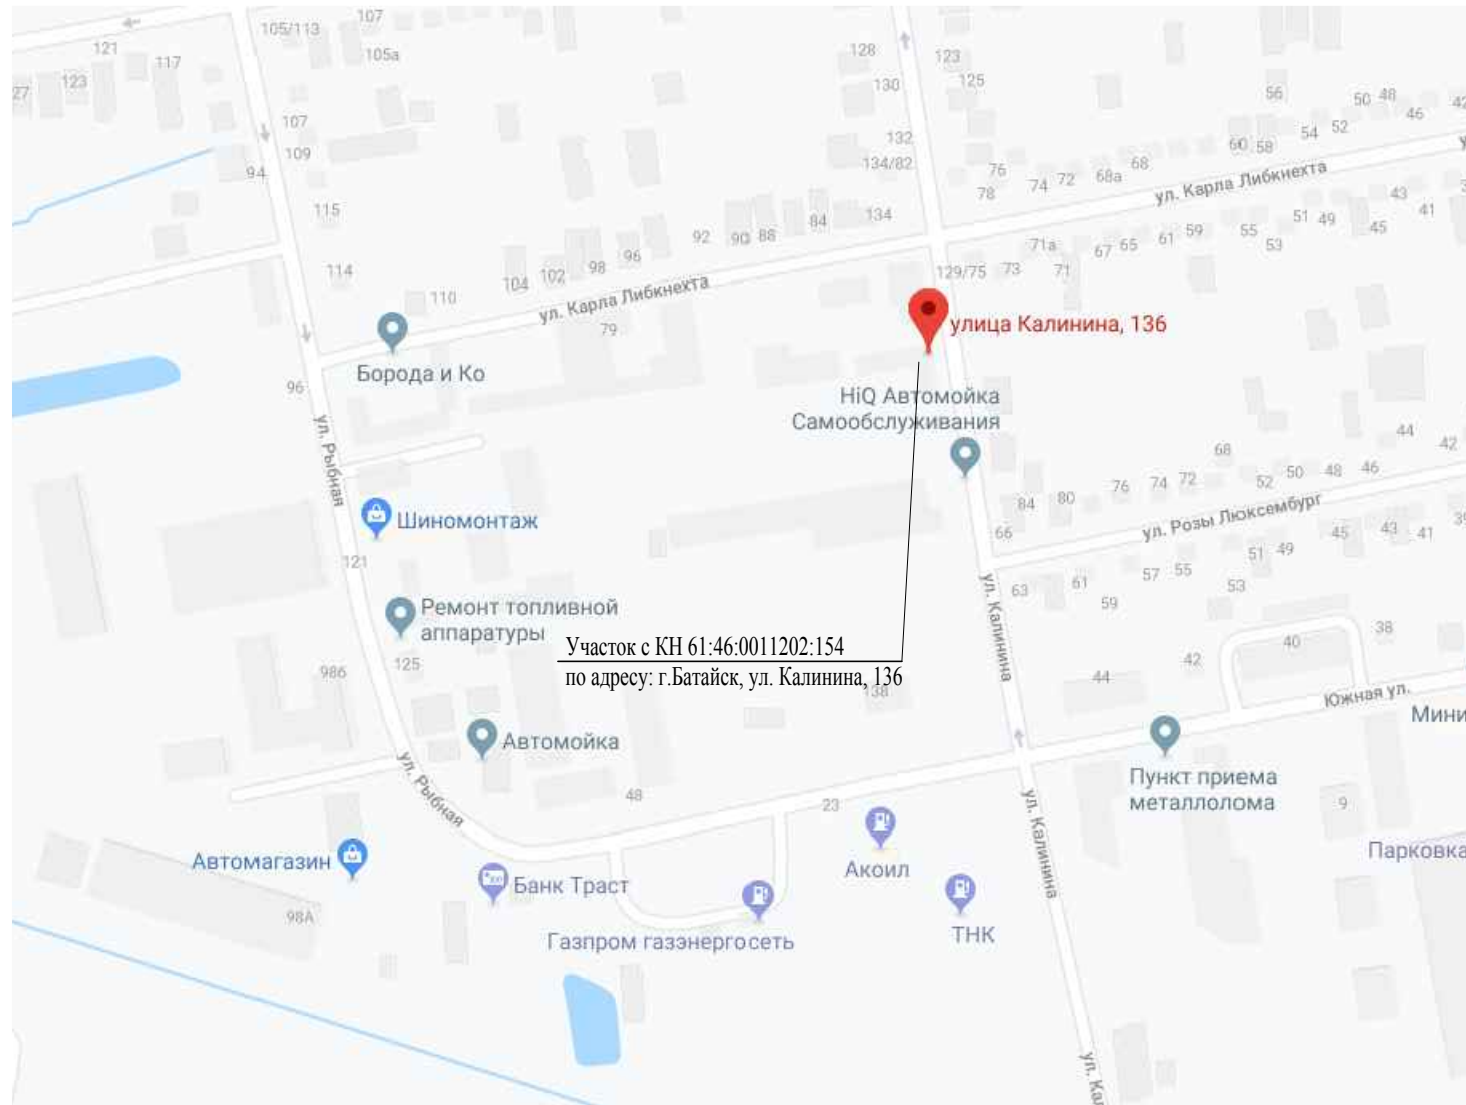 107
105/113
121
105а
117
123
27
128
123
130
125
56
50
48
46
42
107
132
54
52
109
134/82
60
58
94
76
68
78
74
72
68а
ул. Карла Либкнехта
43
115
134
84
51
49
41
92
90
88
71а
67
65
61
59
55
53
45
114
104
102
98
96
129/75
73
71
110
ул. Карла Либкнехта
79
улица Калинина, 136
Борода и Ко
96
HiQ Автомойка
Самообслуживания
ул. Рыбная
44
42
68
76
74
72
52
50
48
46
84
80
Шиномонтаж
66
ул. Розы Люксембург
45
43
41
39
121
51
49
63
61
57
55
53
59
ул. Калинина
Ремонт топливной
аппаратуры
Участок с КН 61:46:0011202:154
по адресу: г.Батайск, ул. Калинина, 136
138
125
98б
38
40
42
44
Южная ул.
Мини
Автомойка
ул. Рыбная
48
23
Пункт приема
металлолома
9
ул. Калинина
Автомагазин
Акоил
Парковка
Банк Траст
98А
Газпром газэнергосеть
ТНК
ул. Кал